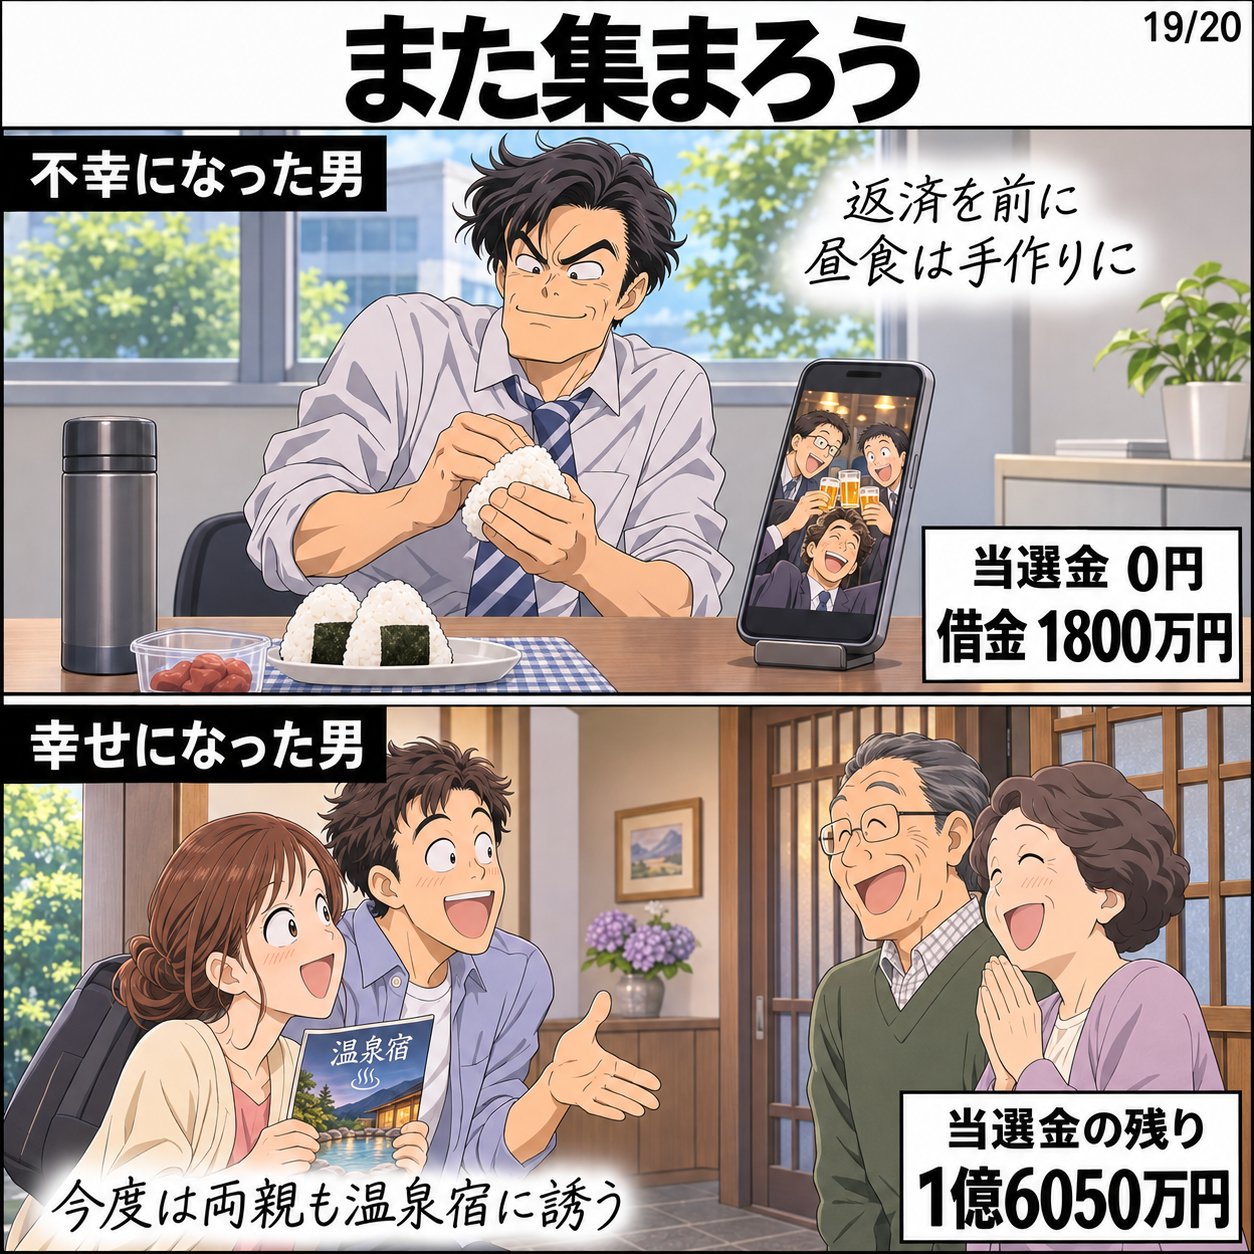 また集まろう
19/20
不幸になった男
返済を前に
昼食は手作りに
当選金 0円
借金 1800万円
幸せになった男
温泉宿
今度は両親も温泉宿に誘う
当選金の残り
1億6050万円